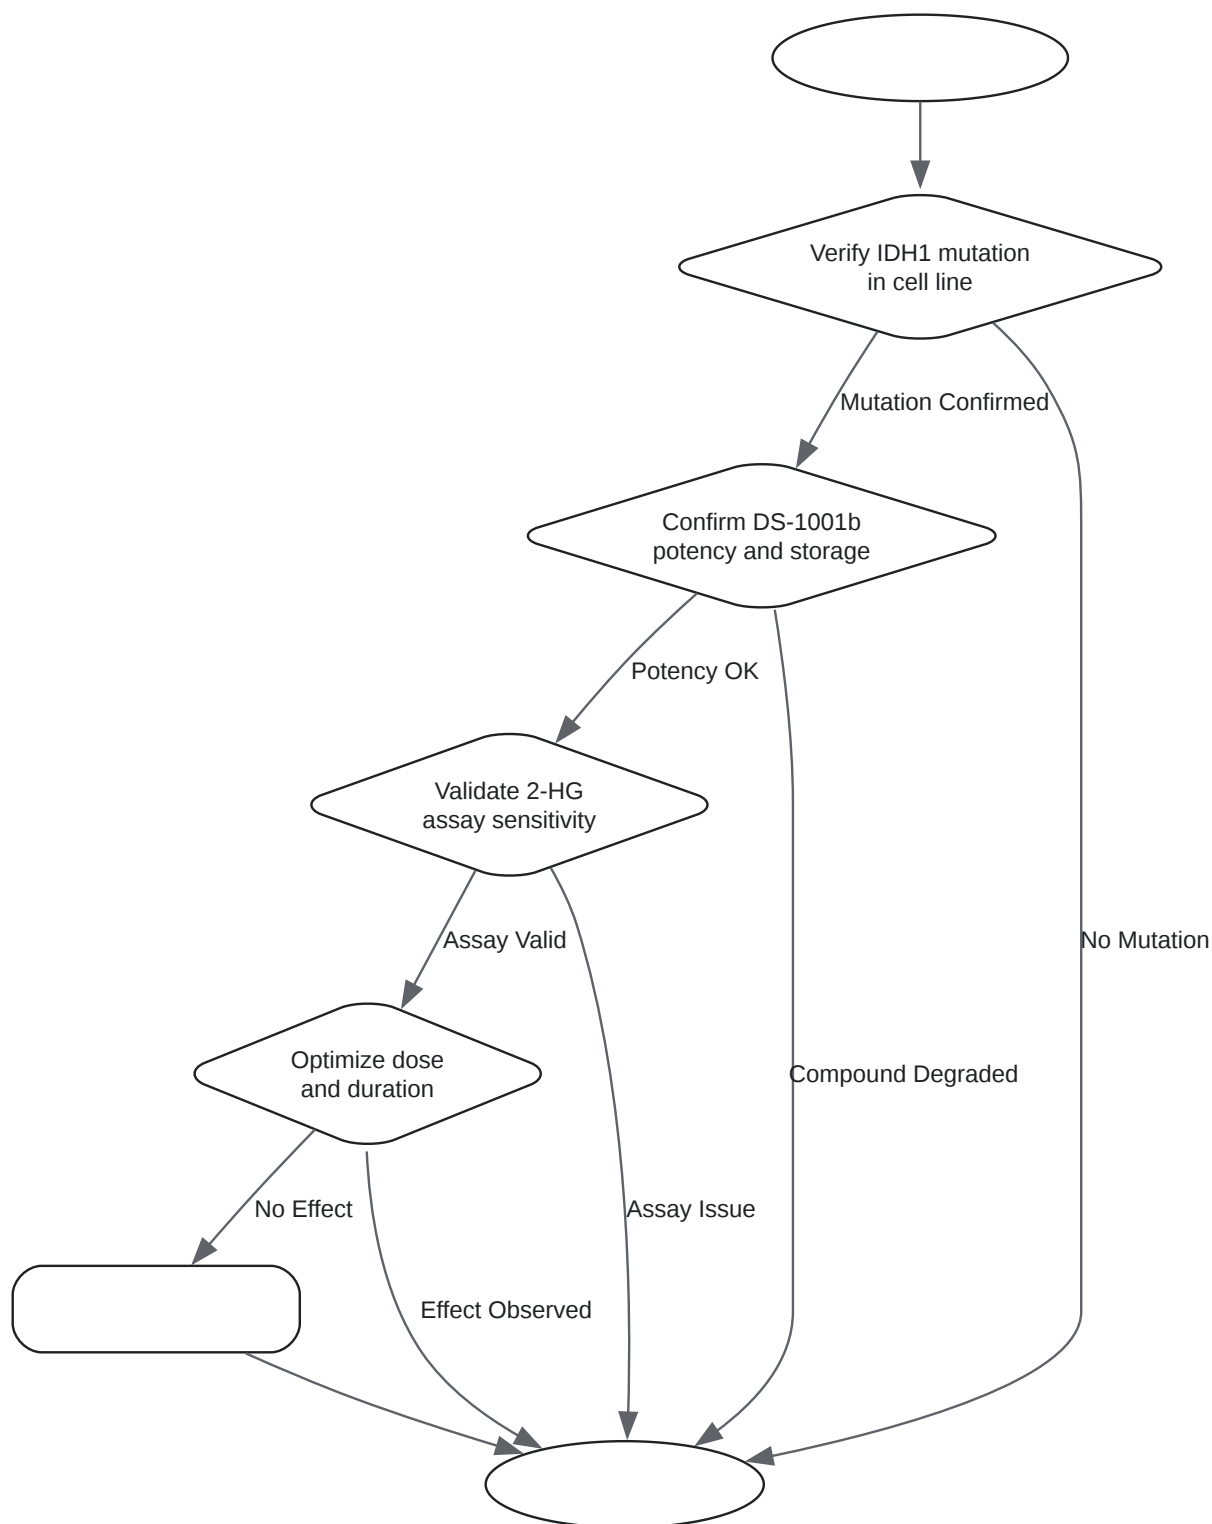 Verify IDH1 mutation
in cell line
Mutation Confirmed
Confirm DS-1001b
potency and storage
Potency OK
Validate 2-HG
assay sensitivity
Assay Valid
No Mutation
Optimize dose
and duration
Compound Degraded
No Effect
Assay Issue
Effect Observed